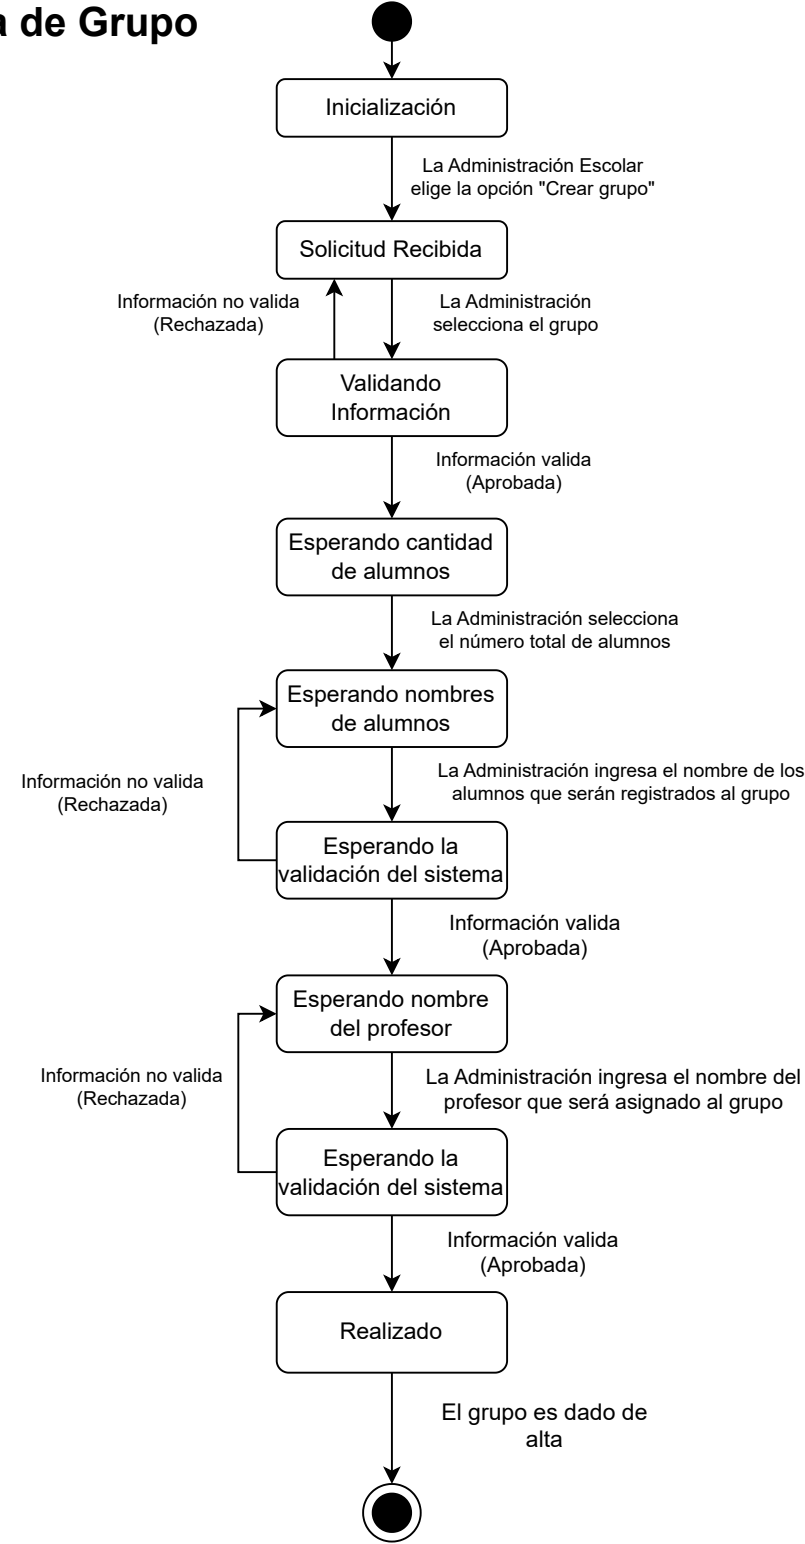 a de Grupo
Inicialización
La Administración Escolar
elige la opción "Crear grupo"
Solicitud Recibida
Información no valida
(Rechazada)
La Administración
selecciona el grupo
Validando
Información
Información valida
(Aprobada)
Esperando cantidad
de alumnos
La Administración selecciona
el número total de alumnos
Esperando nombres
de alumnos
Información no valida
(Rechazada)
La Administración ingresa el nombre de los
alumnos que serán registrados al grupo
Esperando la
validación del sistema
Información valida
(Aprobada)
Esperando nombre
del profesor
Información no valida
(Rechazada)
La Administración ingresa el nombre del
profesor que será asignado al grupo
Esperando la
validación del sistema
Información valida
(Aprobada)
Realizado
El grupo es dado de
alta